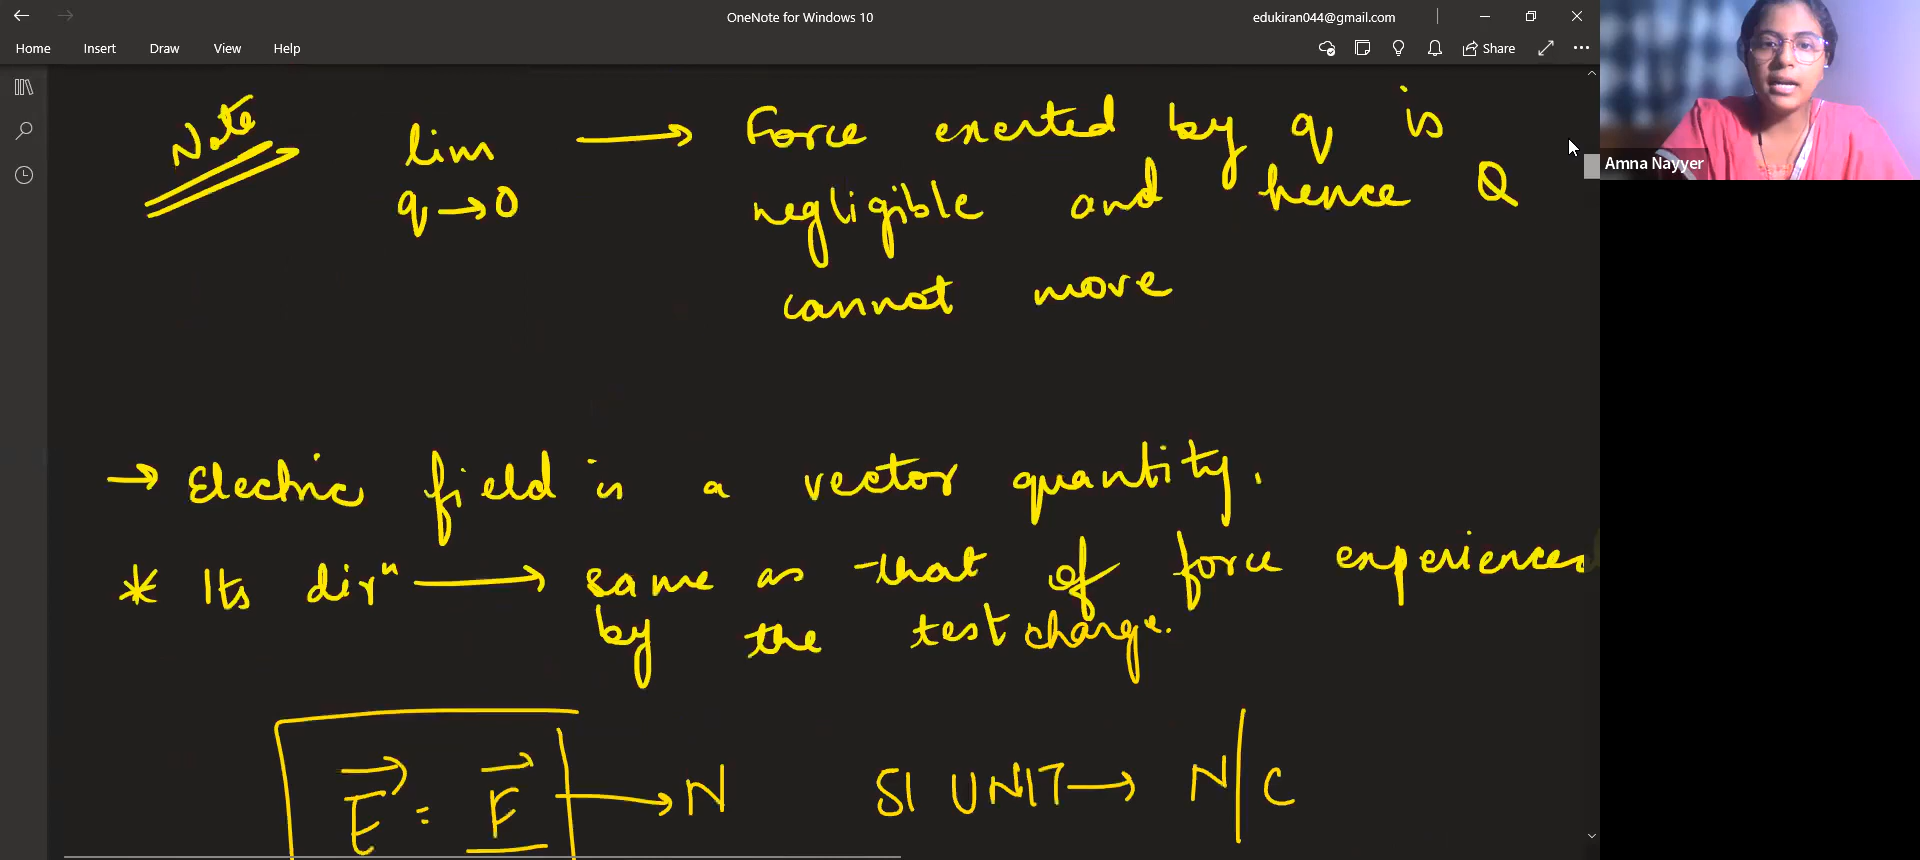 OneNote for Windows 10
edukiran044@gmail.com
Home Insert Draw View Help
Share
Amna Nayyer
Note
lim → Force exerted by q is
q → 0 negligible and hence Q
cannot move
→ Electric field is a vector quantity.
* Its dirⁿ → same as that of force experienced
by the test charge.
E = F → N SI UNIT → N/C